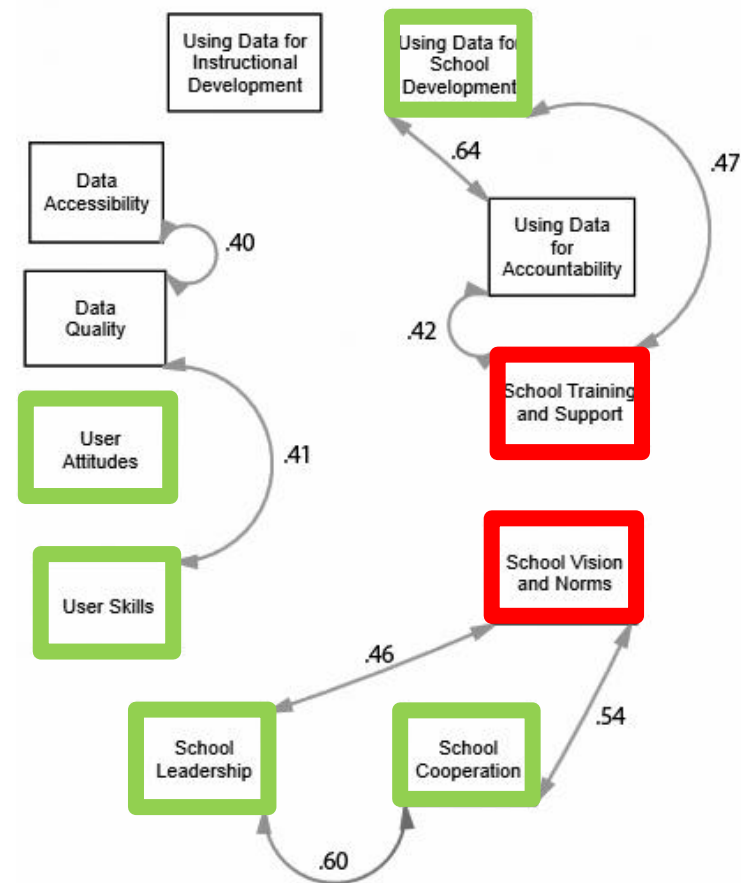 Using Data for
Instructional
Development
Using Data for
School
Development
.64
.47
Data
Accessibility
.40
Using Data
for
Accountability
Data
Quality
.42
School Training
and Support
User
Attitudes
.41
School Vision
and Norms
User Skills
.46
.54
School
Leadership
School
Cooperation
.60